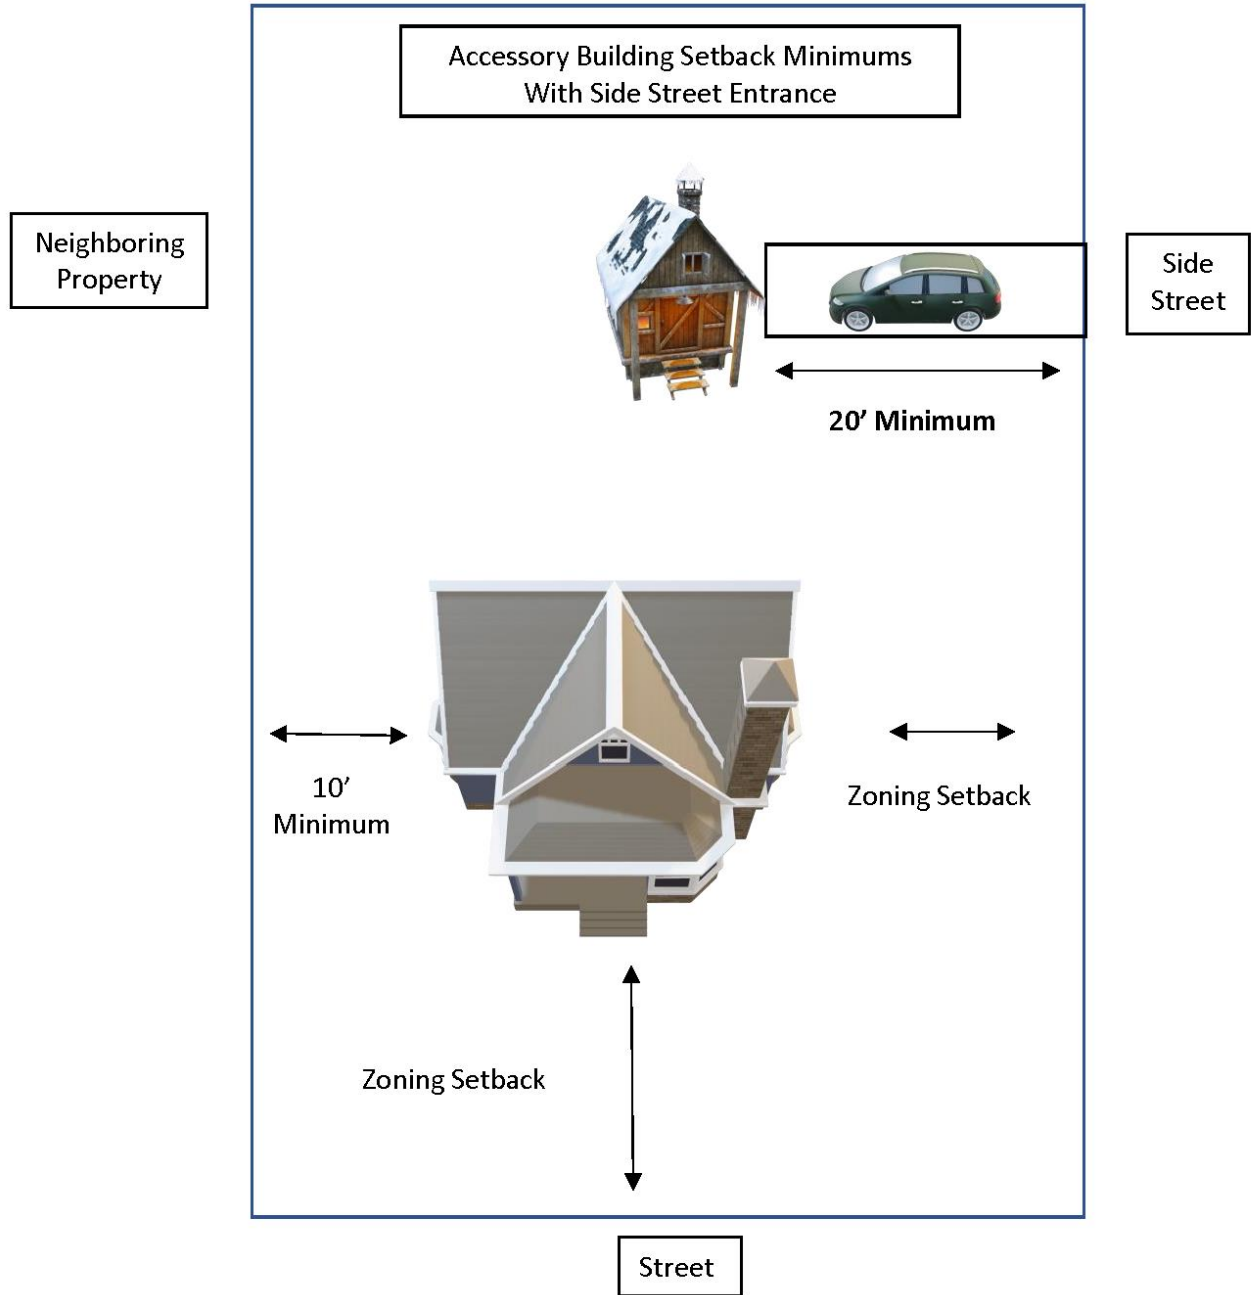 Accessory Building Setback Minimums
With Side Street Entrance
Neighboring
Property
Side
Street
20’ Minimum
10’
Minimum
Zoning Setback
Zoning Setback
Street